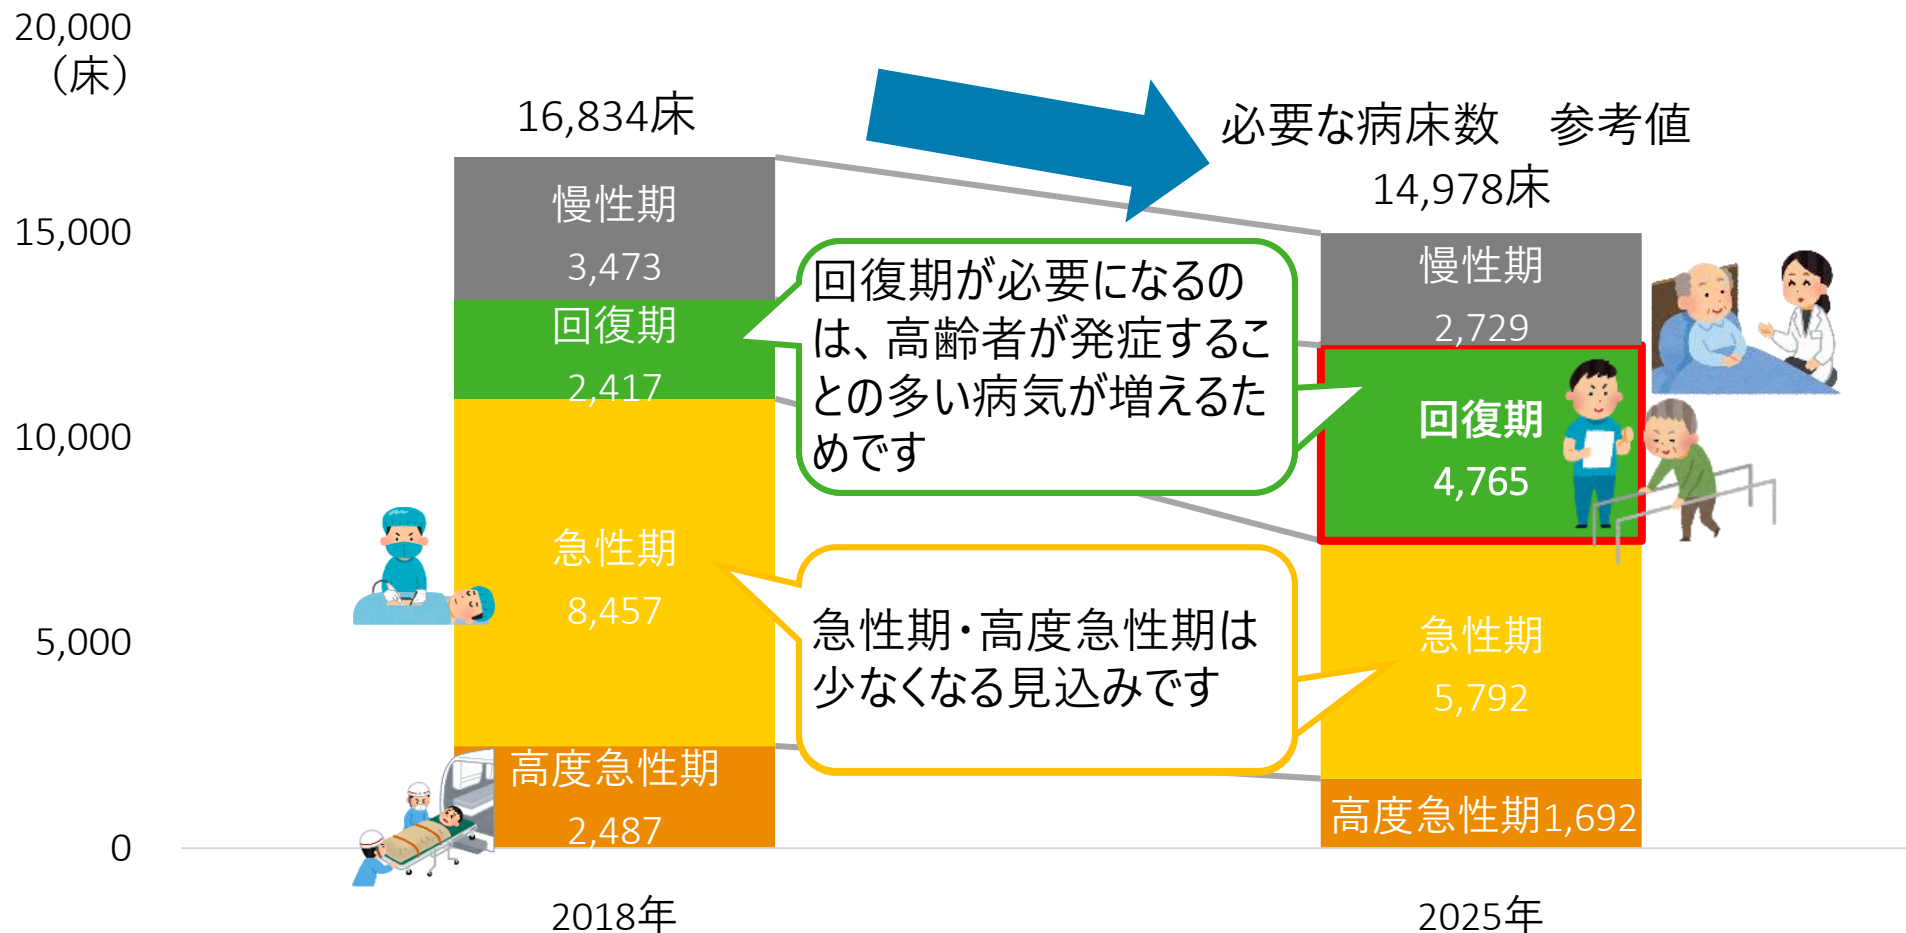 20,000
（床）
15,000
10,000
5,000
0
16,834床
慢性期
3,473
回復期
2,417
急性期
8,457
高度急性期
2,487
2018年
回復期が必要になるの
は、高齢者が発症するこ
との多い病気が増えるた
めです
急性期・高度急性期は
少なくなる見込みです
必要な病床数　参考値
14,978床
慢性期
2,729
回復期
4,765
急性期
5,792
高度急性期1,692
2025年